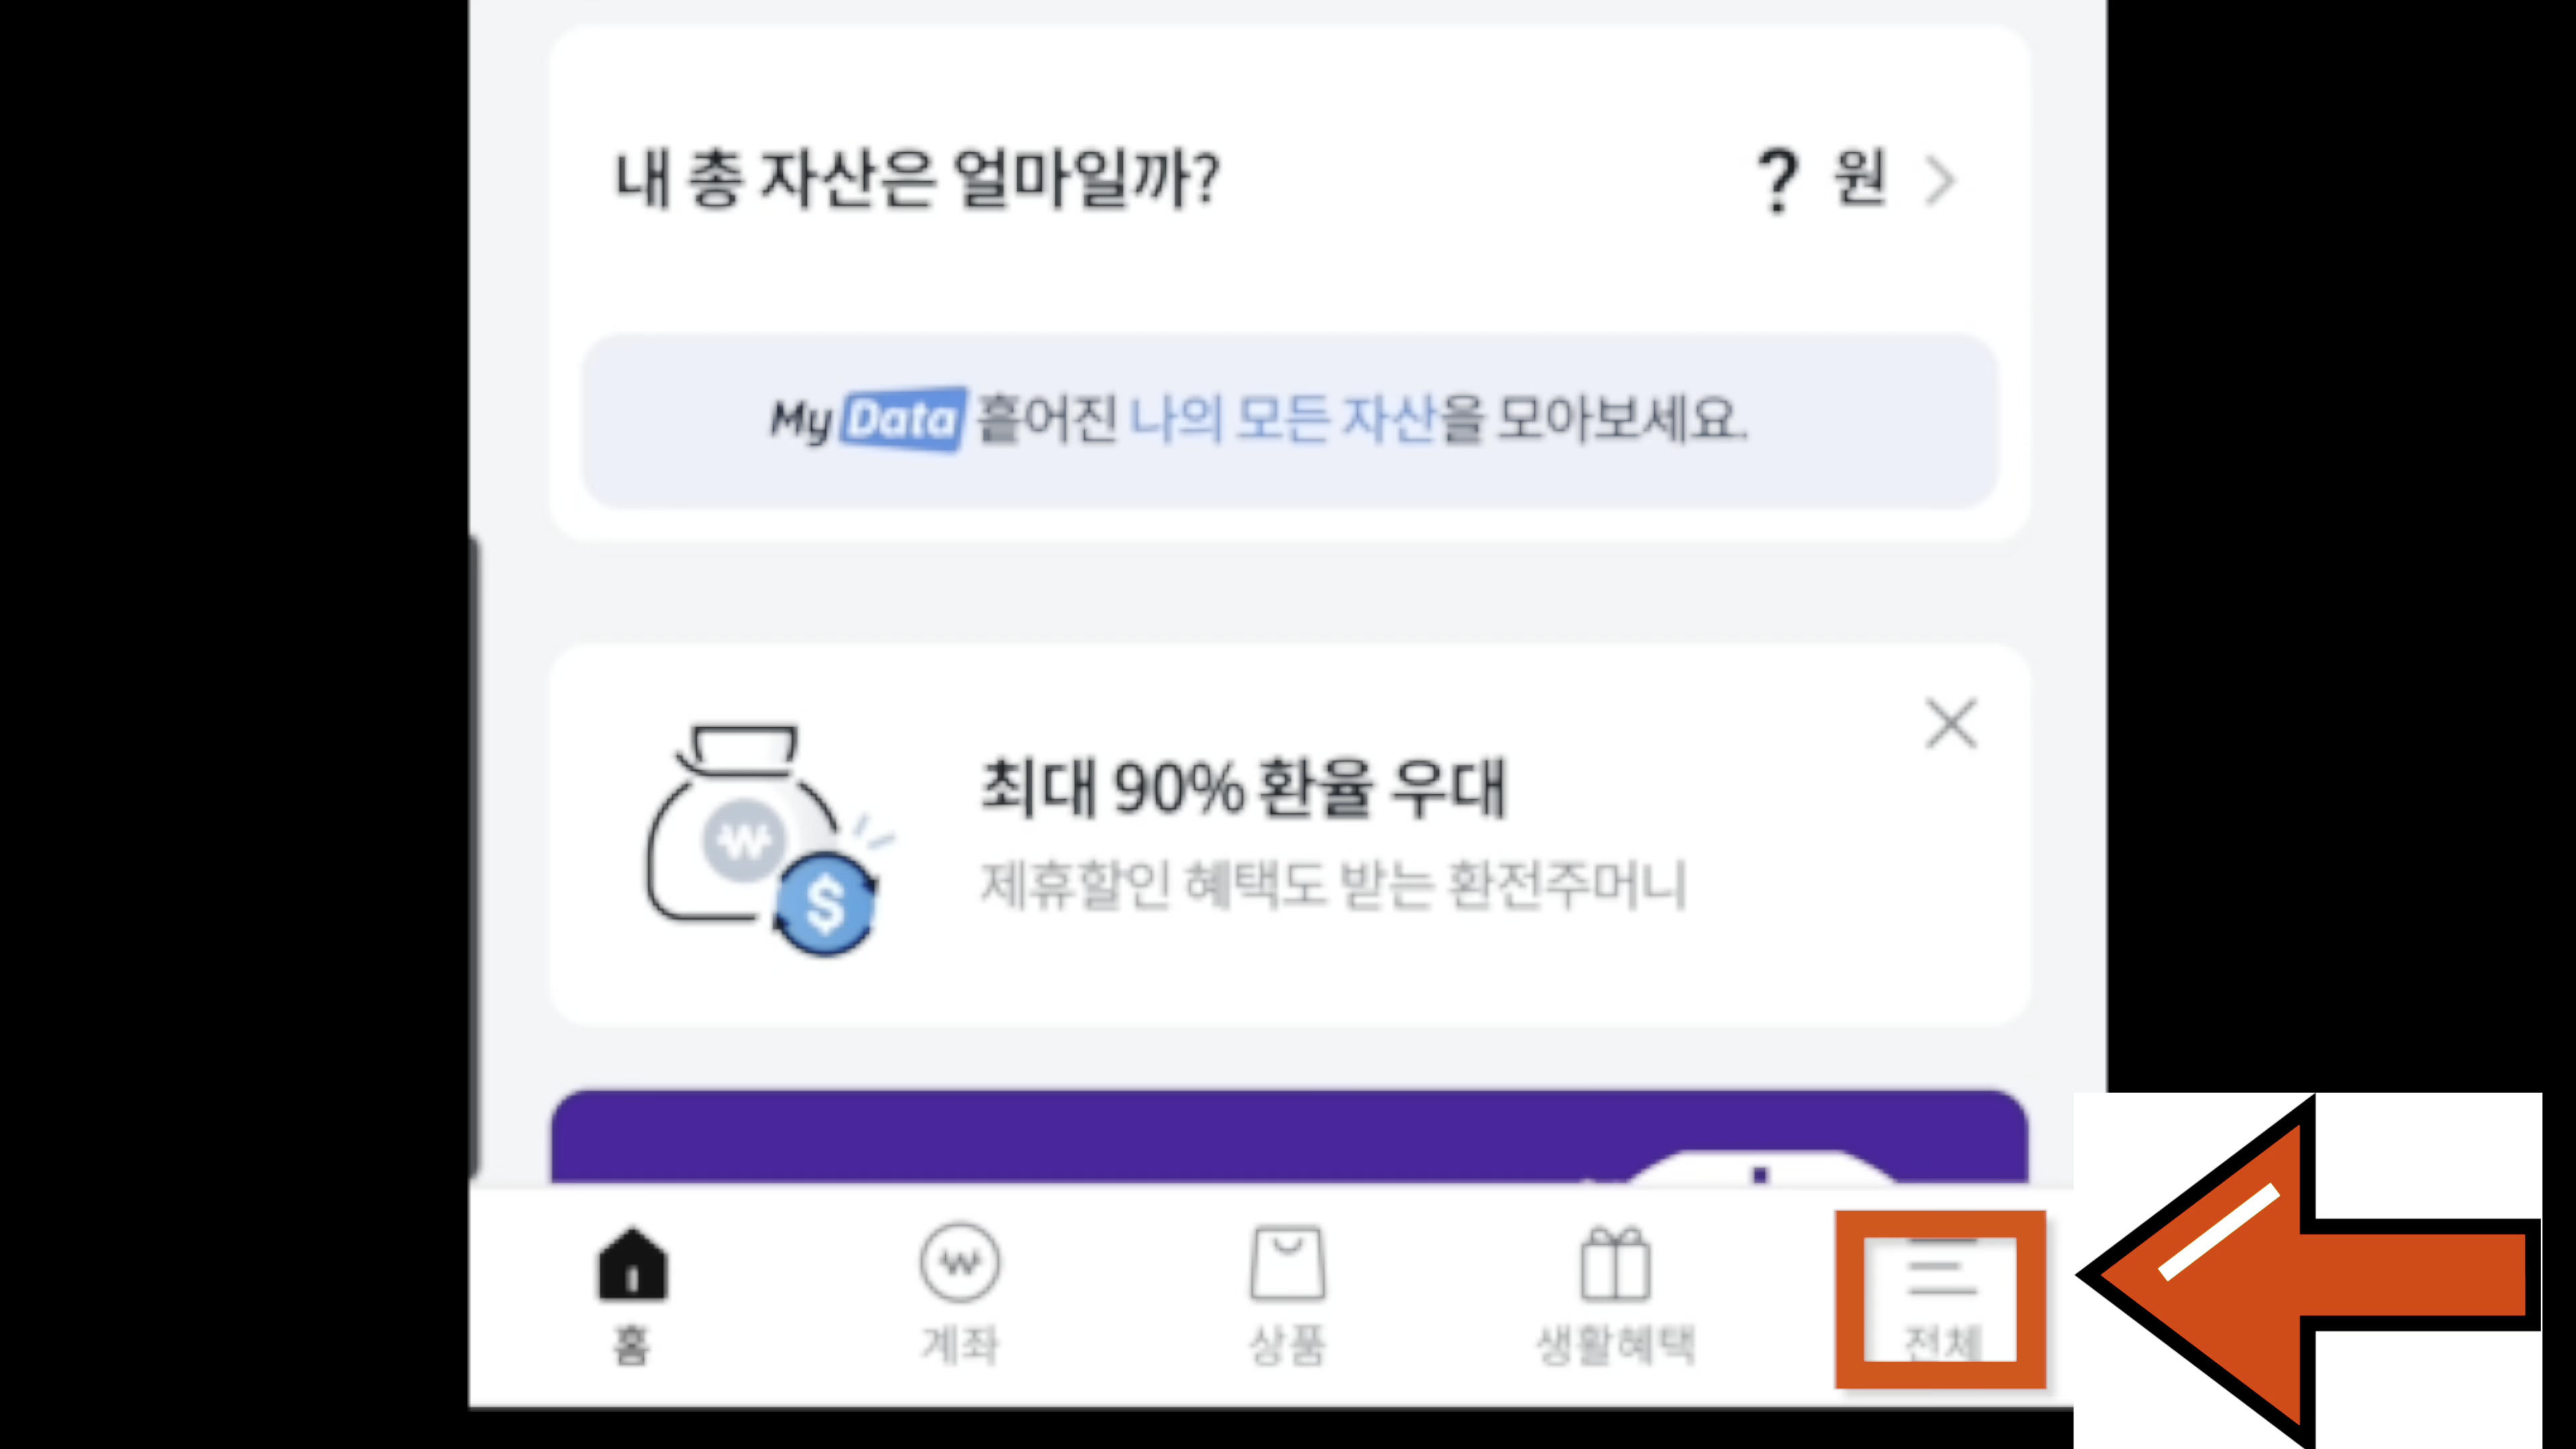 내 총 자산은 얼마일까? ? 원
My Data 흩어진 나의 모든 자산을 모아보세요.
최대 90% 환율 우대
제휴할인 혜택도 받는 환전주머니
홈 계좌 상품 생활혜택 전체